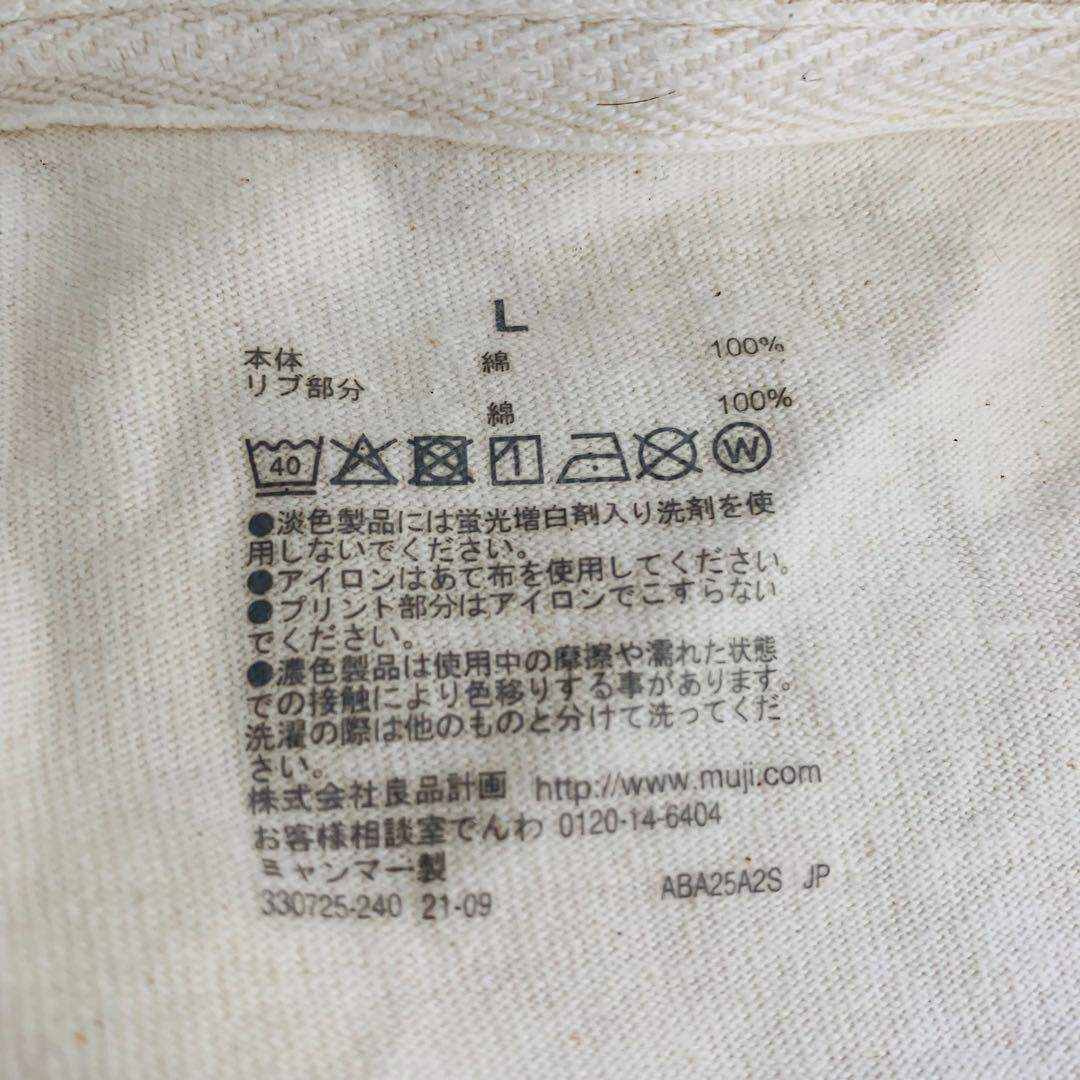 L
本体 綿 100%
リブ部分
綿 100%
40 W
●淡色製品には蛍光増白剤入り洗剤を使
用しないでください。
●アイロンはあて布を使用してください。
●プリント部分はアイロンでこすらない
でください。
●濃色製品は使用中の摩擦や濡れた状態
での接触により色移りする事があります。
洗濯の際は他のものと分けて洗ってくだ
さい。
株式会社良品計画 http://www.muji.com
お客様相談室でんわ 0120-14-6404
ミャンマー製
330725-240 21-09 ABA25A2S JP